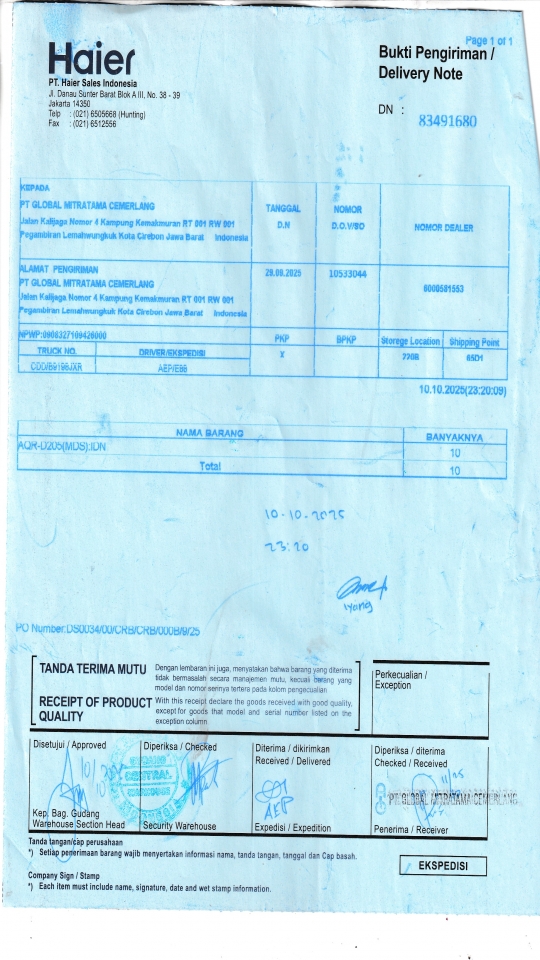 Page 1 of 1
Haier
PT. Haier Sales Indonesia
Jl. Danau Sunter Barat Blok A III, No. 38 - 39
Jakarta 14350
Telp : (021) 6505668 (Hunting)
Fax : (021) 6512556
Bukti Pengiriman /
Delivery Note
DN : 83491680
KEPADA
PT GLOBAL MITRATAMA CEMERLANG
Jalan Kalijaga Nomor 4 Kampung Kemakmuran RT 001 RW 001
Pegambiran Lemahwungkuk Kota Cirebon Jawa Barat Indonesia
TANGGAL D.N
NOMOR D.O.V/SO
NOMOR DEALER
ALAMAT PENGIRIMAN
PT GLOBAL MITRATAMA CEMERLANG
Jalan Kalijaga Nomor 4 Kampung Kemakmuran RT 001 RW 001
Pegambiran Lemahwungkuk Kota Cirebon Jawa Barat Indonesia
10533044
NPWP:0908327109426000
PKP BPKP Storege Location Shipping Point
TRUCK NO. DRIVER/EKSPEDISI
X
CDD/B9198JXR
10.10.2025(23:20:09)
NAMA BARANG BANYAKNYA
AQR-D205(MDS):IDN 10
Total 10
10-10-2025
23:20
iyong
PO Number:DS0034/00/CRB/CRB/000B/9/25
TANDA TERIMA MUTU
Dengan lembaran ini juga, menyatakan bahwa barang yang diterima
tidak bermasalah secara manajemen mutu, kecuali barang yang
model dan nomor serinya tertera pada kolom pengecualian
RECEIPT OF PRODUCT QUALITY
With this receipt declare the goods received with good quality,
except for goods that model and serial number listed on the
exception column
Perkecualian /
Exception
Disetujui / Approved
Kep. Bag. Gudang
Warehouse Section Head
Diperiksa / Checked
Security Warehouse
Diterima / dikirimkan
Received / Delivered
AEP
Expedisi / Expedition
Diperiksa / diterima
Checked / Received
PT. GLOBAL MITRATAMA CEMERLANG
Penerima / Receiver
Tanda tangan/cap perusahaan
*) Setiap penerimaan barang wajib menyertakan informasi nama, tanda tangan, tanggal dan Cap basah.
EKSPEDISI
Company Sign / Stamp
*) Each item must include name, signature, date and wet stamp information.